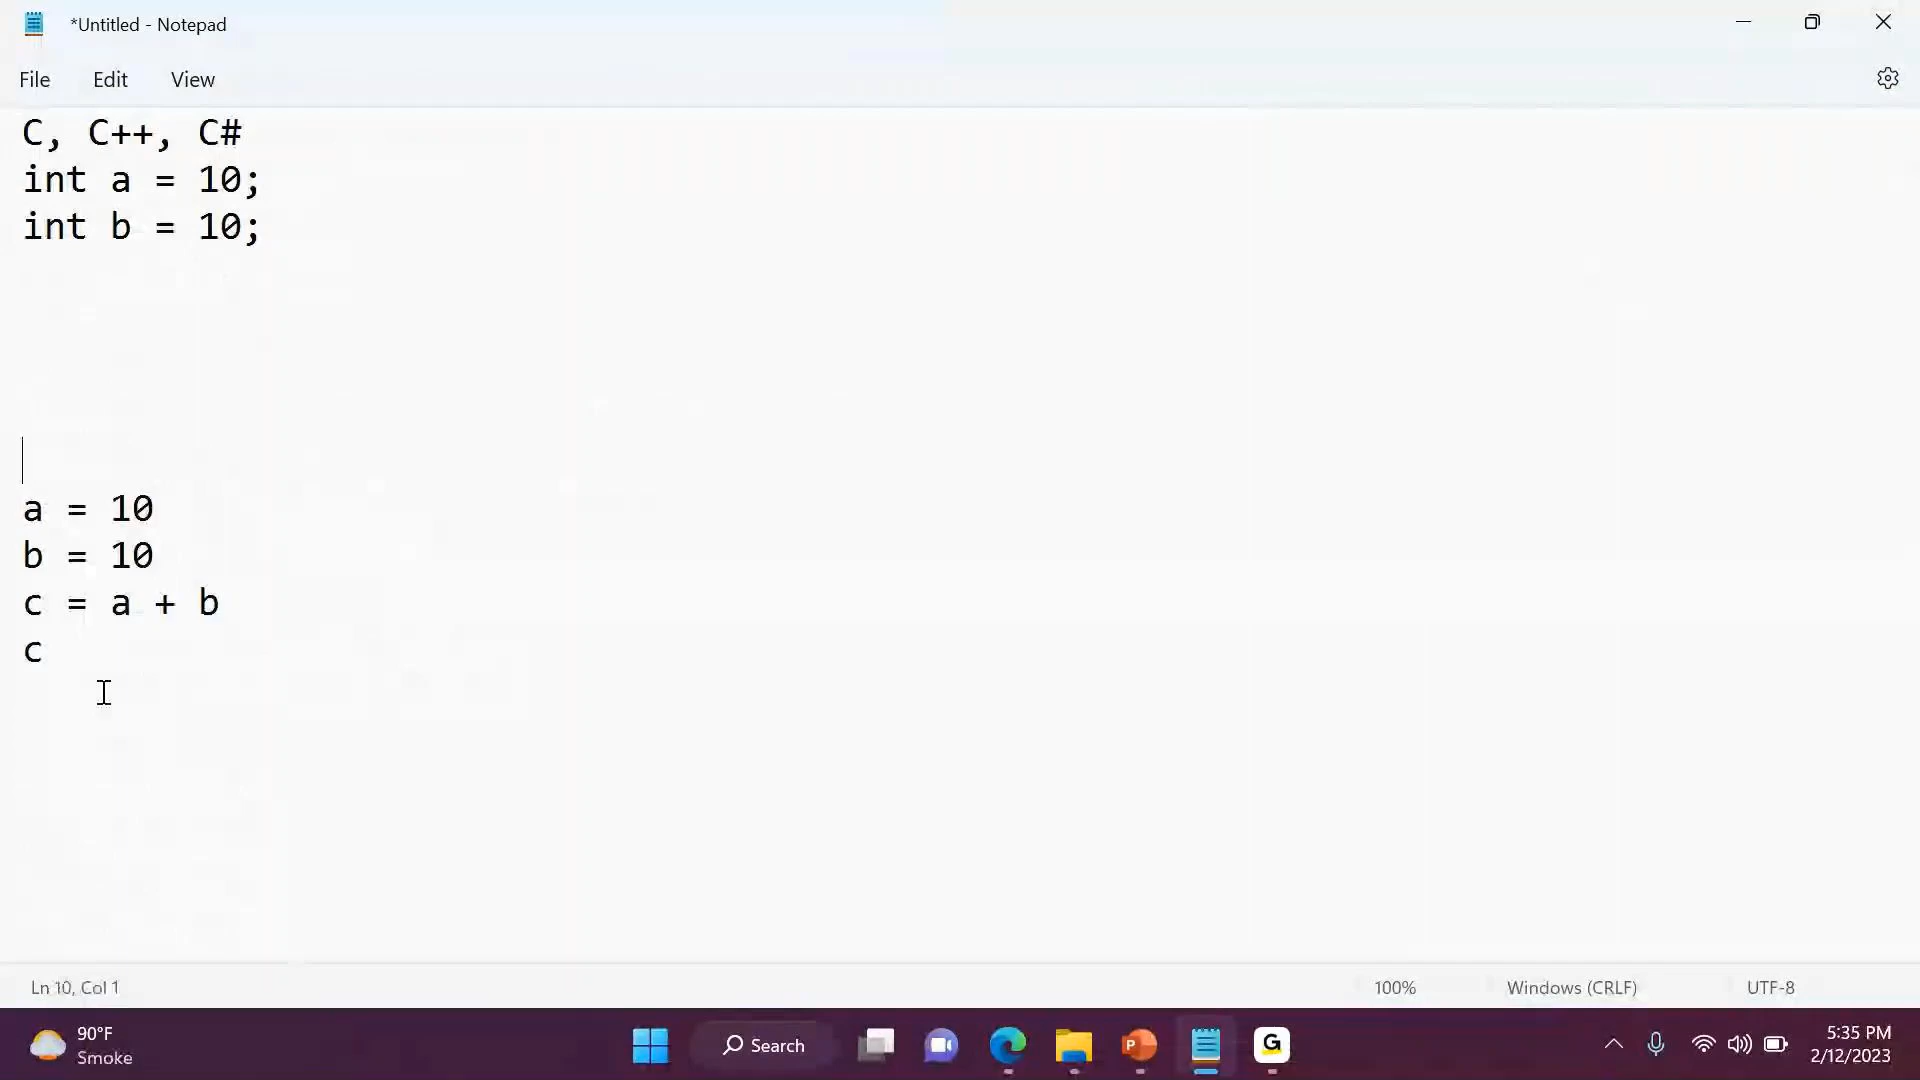 *Untitled - Notepad
File Edit View
C, C++, C#
int a = 10;
int b = 10;
a = 10
b = 10
c = a + b
c
Ln 10, Col 1 100% Windows (CRLF) UTF-8
90°F
Smoke
Search
P
G
5:35 PM
2/12/2023